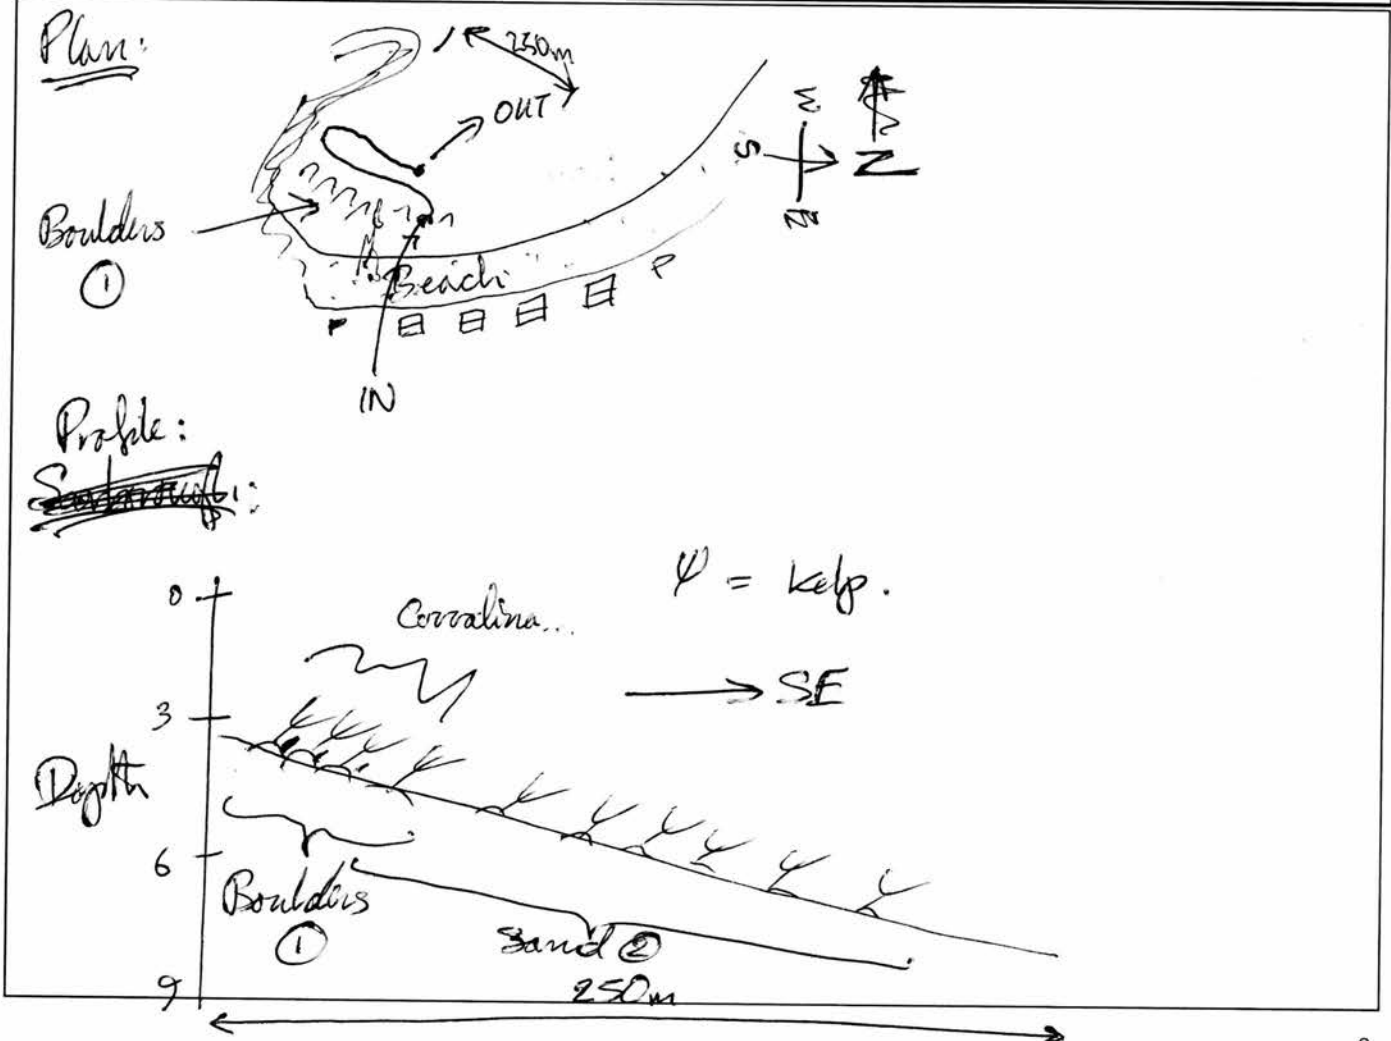 Plan:
250m
OUT
W
S
N
Boulders
①
Beach
P
P
IN
Profile:
0
Corralina...
Ψ = kelp.
→ SE
3
Depth
6
Boulders
①
Sand ②
9
250m